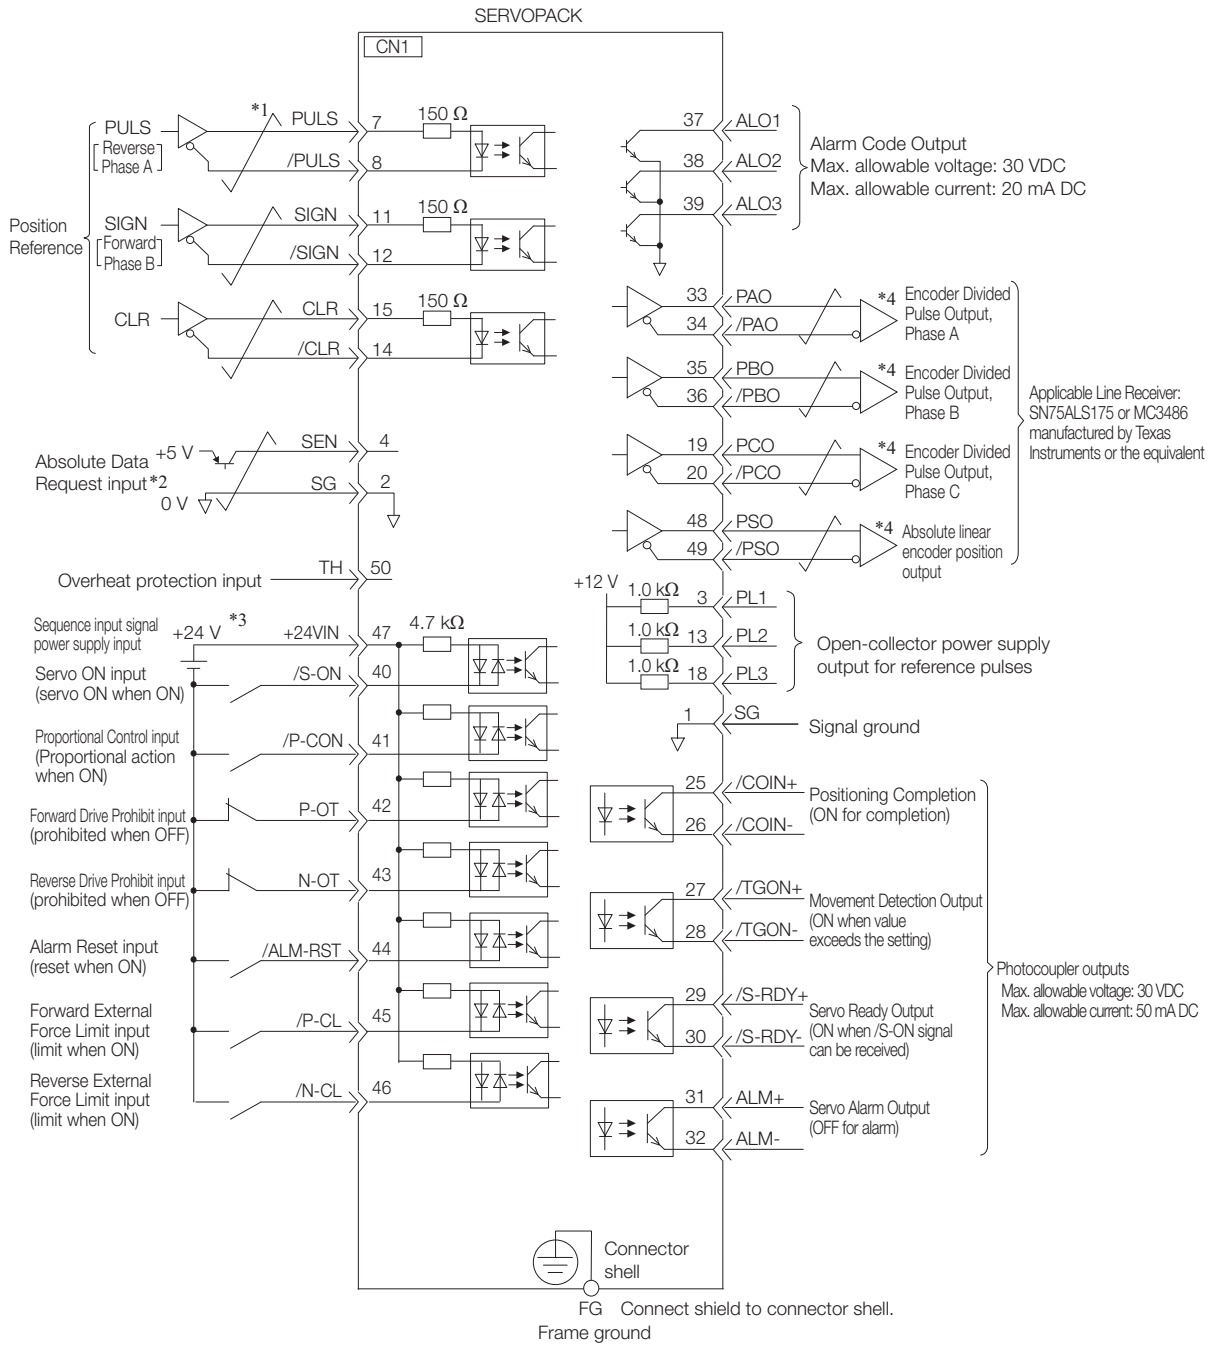 SERVOPACK
CN1
Position
Reference
PULS
Reverse
Phase A
*1
PULS
7
150 Ω
/PULS
8
SIGN
Forward
Phase B
SIGN
11
150 Ω
/SIGN
12
CLR
CLR
15
150 Ω
/CLR
14
Absolute Data
Request input*2
+5 V
SEN
4
0 V
SG
2
Overheat protection input
TH
50
Sequence input signal
power supply input
+24 V
*3
+24VIN
47
4.7 kΩ
Servo ON input
(servo ON when ON)
/S-ON
40
Proportional Control input
(Proportional action
when ON)
/P-CON
41
Forward Drive Prohibit input
(prohibited when OFF)
P-OT
42
Reverse Drive Prohibit input
(prohibited when OFF)
N-OT
43
Alarm Reset input
(reset when ON)
/ALM-RST
44
Forward External
Force Limit input
(limit when ON)
/P-CL
45
Reverse External
Force Limit input
(limit when ON)
/N-CL
46
37
ALO1
38
ALO2
39
ALO3
Alarm Code Output
Max. allowable voltage: 30 VDC
Max. allowable current: 20 mA DC
33
PAO
34
/PAO
*4
Encoder Divided
Pulse Output,
Phase A
35
PBO
36
/PBO
*4
Encoder Divided
Pulse Output,
Phase B
19
PCO
20
/PCO
*4
Encoder Divided
Pulse Output,
Phase C
48
PSO
49
/PSO
*4
Absolute linear
encoder position
output
Applicable Line Receiver:
SN75ALS175 or MC3486
manufactured by Texas
Instruments or the equivalent
+12 V
1.0 kΩ
3
PL1
1.0 kΩ
13
PL2
1.0 kΩ
18
PL3
Open-collector power supply
output for reference pulses
1
SG
Signal ground
25
/COIN+
26
/COIN-
Positioning Completion
(ON for completion)
27
/TGON+
28
/TGON-
Movement Detection Output
(ON when value
exceeds the setting)
29
/S-RDY+
30
/S-RDY-
Servo Ready Output
(ON when /S-ON signal
can be received)
31
ALM+
32
ALM-
Servo Alarm Output
(OFF for alarm)
Photocoupler outputs
Max. allowable voltage: 30 VDC
Max. allowable current: 50 mA DC
Connector
shell
FG
Connect shield to connector shell.
Frame ground